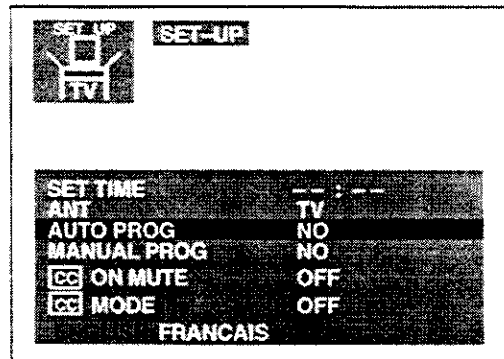 SET UP
TV
SET-UP
SET TIME -- : --
ANT TV
AUTO PROG NO
MANUAL PROG NO
CC ON MUTE OFF
CC MODE OFF
FRANCAIS